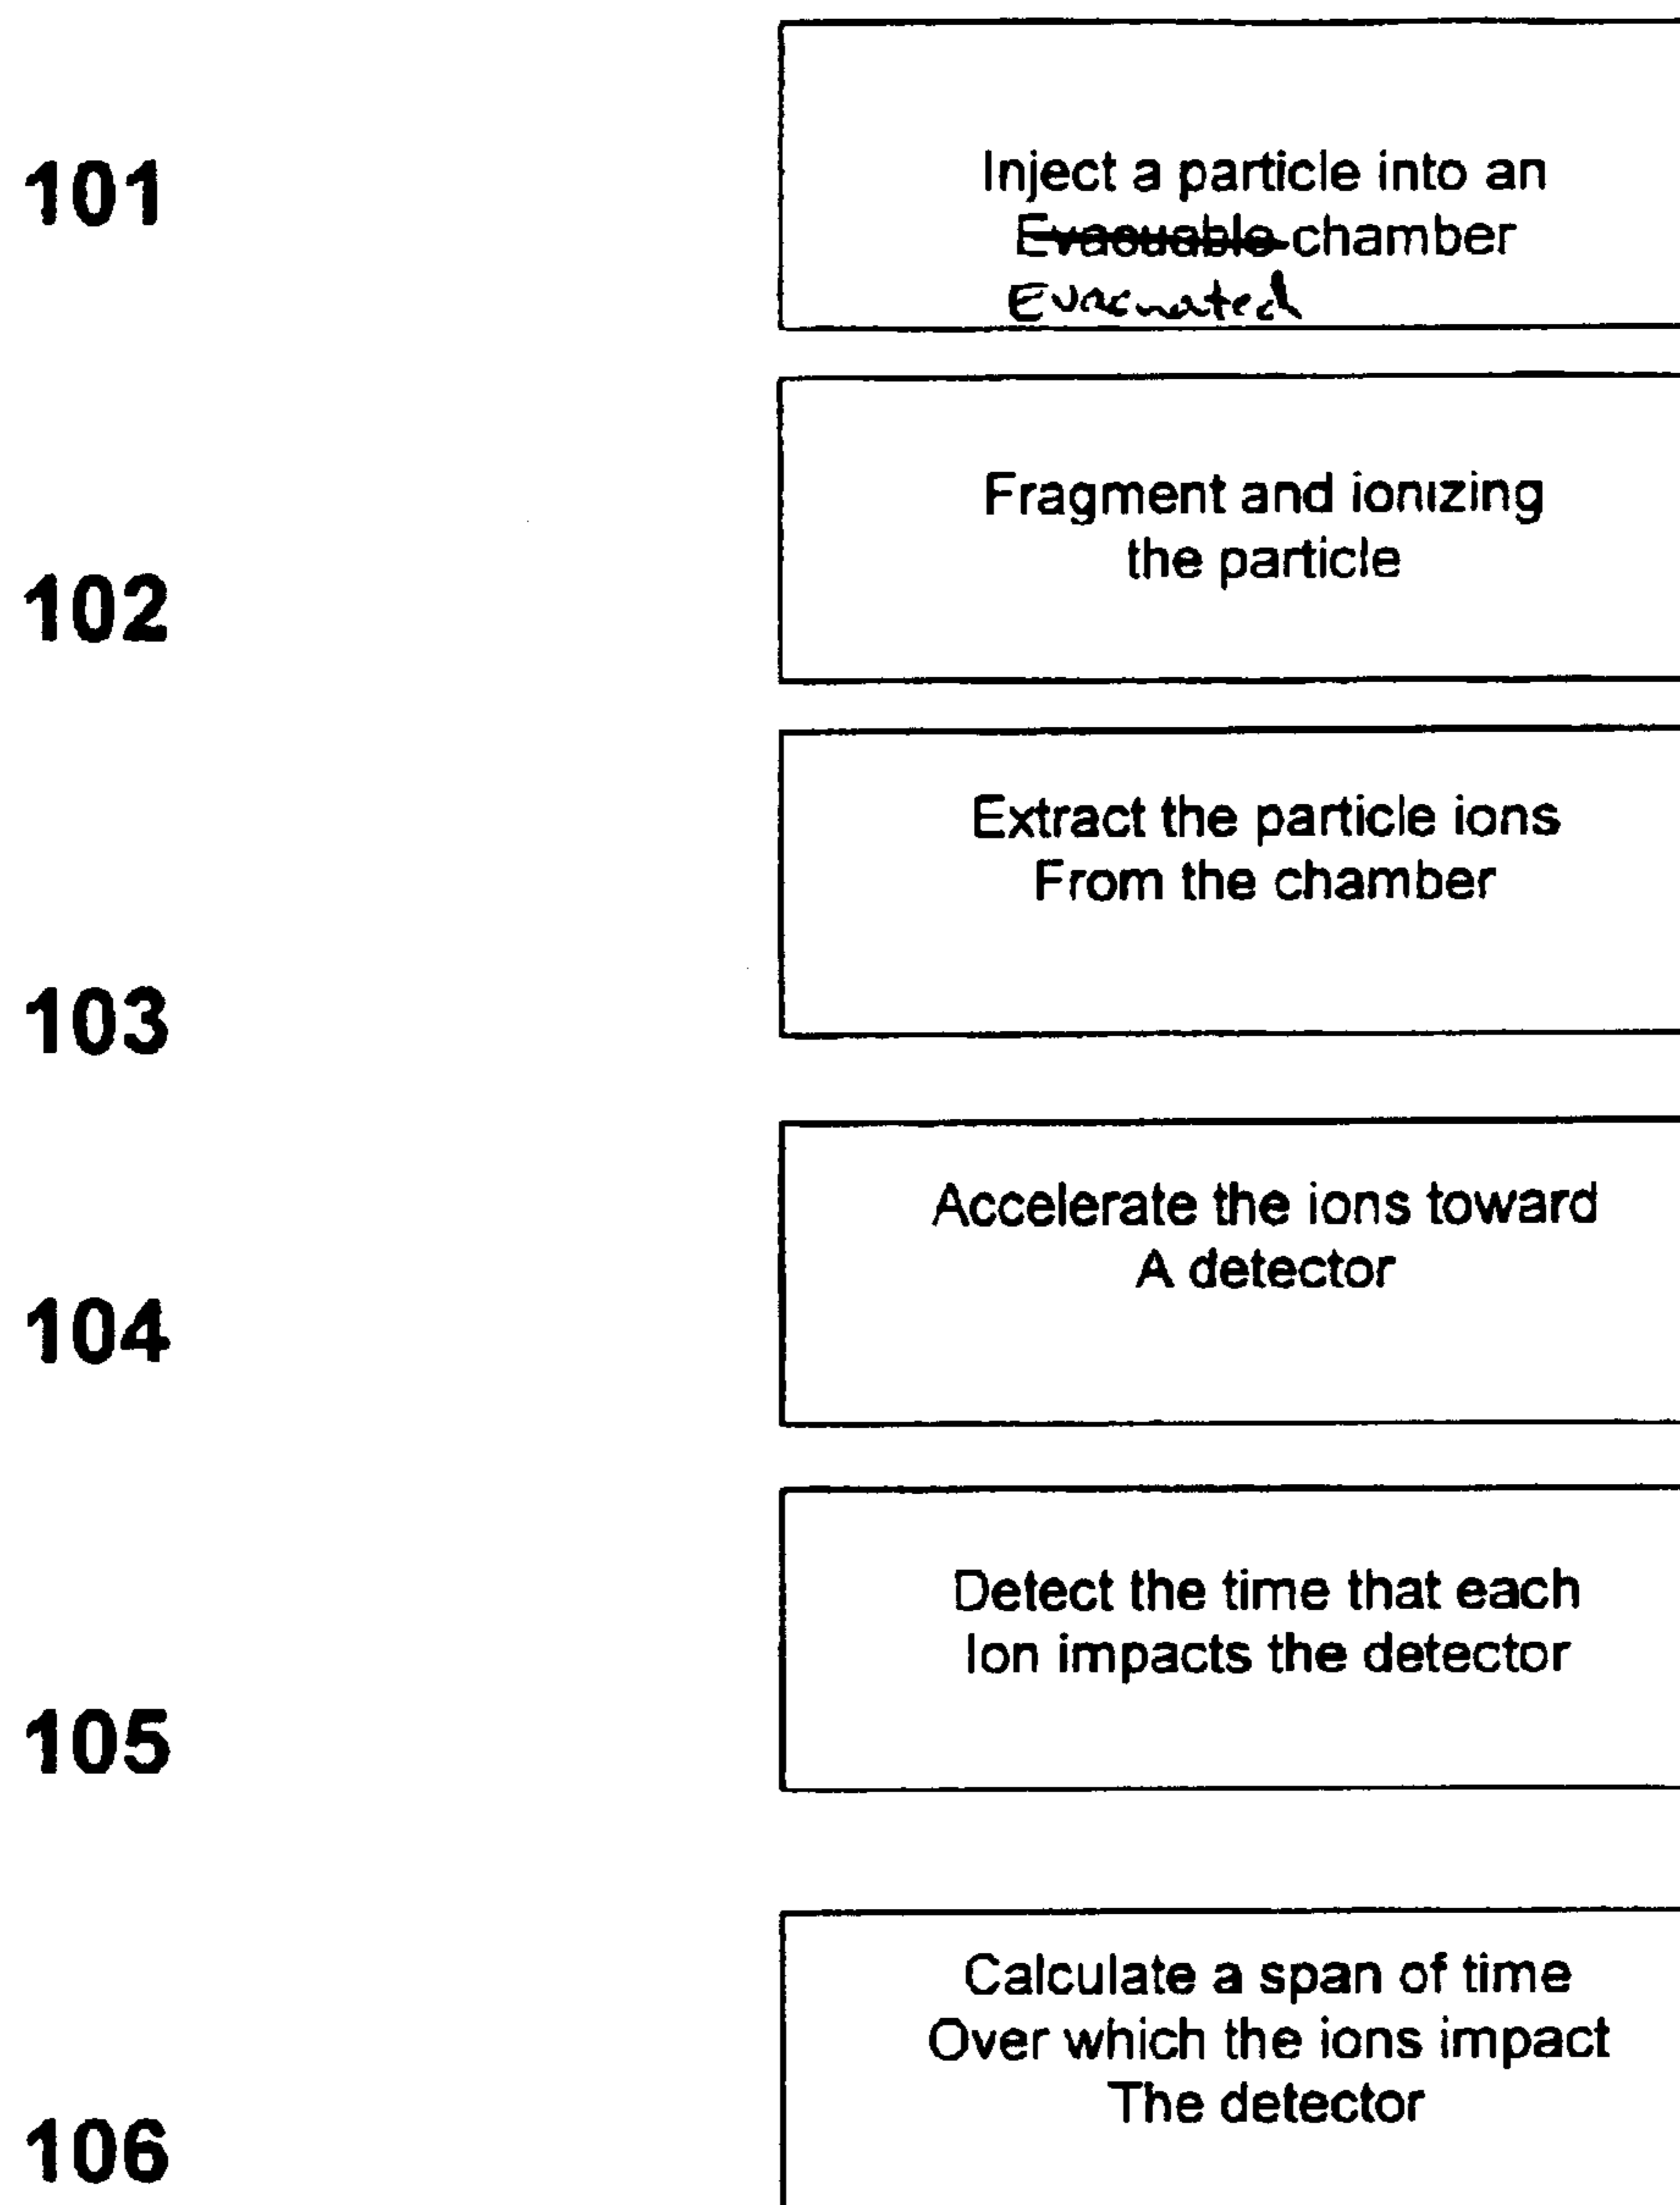 101
Inject a particle into an
Evacuable chamber
Evacuated
102
Fragment and ionizing
the particle
103
Extract the particle ions
From the chamber
104
Accelerate the ions toward
A detector
105
Detect the time that each
Ion impacts the detector
106
Calculate a span of time
Over which the ions impact
The detector